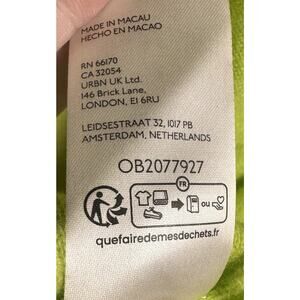 MADE IN MACAU
HECHO EN MACAO
RN 66170
CA 32054
URBN UK Ltd.
146 Brick Lane,
LONDON, E1 6RU
LEIDSESTRAAT 32, 1017 PB
AMSTERDAM, NETHERLANDS
OB2077927
FR
ou
quefairedemesdechets.fr